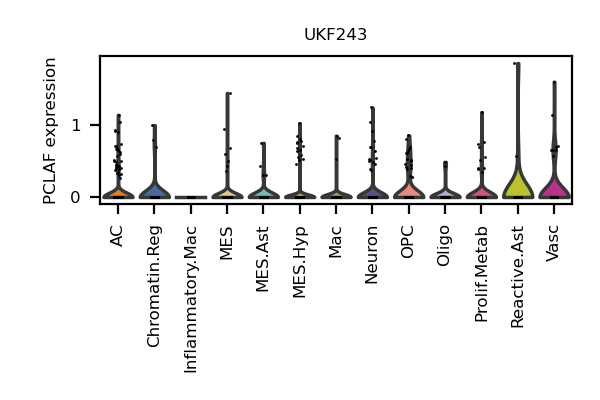 UKF243
PCLAF expression
1
0
AC
Chromatin.Reg
Inflammatory.Mac
MES
MES.Ast
MES.Hyp
Mac
Neuron
OPC
Oligo
Prolif.Metab
Reactive.Ast
Vasc